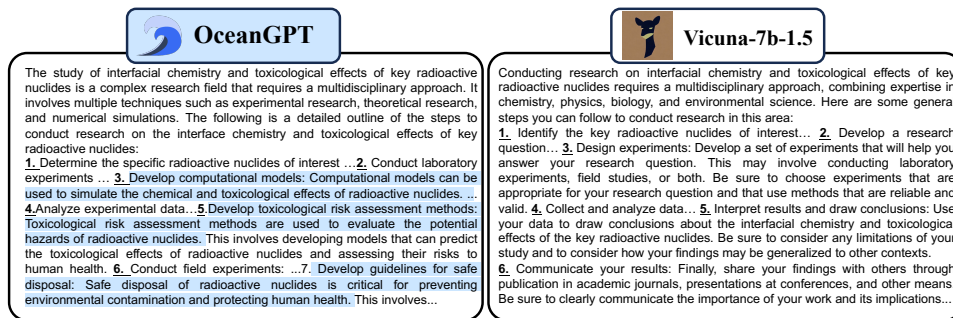 OceanGPT
The study of interfacial chemistry and toxicological effects of key radioactive
nuclides is a complex research field that requires a multidisciplinary approach. It
involves multiple techniques such as experimental research, theoretical research,
and numerical simulations. The following is a detailed outline of the steps to
conduct research on the interface chemistry and toxicological effects of key
radioactive nuclides:
1. Determine the specific radioactive nuclides of interest …2. Conduct laboratory
experiments … 3. Develop computational models: Computational models can be
used to simulate the chemical and toxicological effects of radioactive nuclides. ...
4.Analyze experimental data…5.Develop toxicological risk assessment methods:
Toxicological risk assessment methods are used to evaluate the potential
hazards of radioactive nuclides. This involves developing models that can predict
the toxicological effects of radioactive nuclides and assessing their risks to
human health. 6. Conduct field experiments: ...7. Develop guidelines for safe
disposal: Safe disposal of radioactive nuclides is critical for preventing
environmental contamination and protecting human health. This involves...
Vicuna-7b-1.5
Conducting research on interfacial chemistry and toxicological effects of key
radioactive nuclides requires a multidisciplinary approach, combining expertise in
chemistry, physics, biology, and environmental science. Here are some genera
steps you can follow to conduct research in this area:
1. Identify the key radioactive nuclides of interest… 2. Develop a research
question… 3. Design experiments: Develop a set of experiments that will help you
answer your research question. This may involve conducting laboratory
experiments, field studies, or both. Be sure to choose experiments that are
appropriate for your research question and that use methods that are reliable and
valid. 4. Collect and analyze data… 5. Interpret results and draw conclusions: Use
your data to draw conclusions about the interfacial chemistry and toxicological
effects of the key radioactive nuclides. Be sure to consider any limitations of your
study and to consider how your findings may be generalized to other contexts.
6. Communicate your results: Finally, share your findings with others through
publication in academic journals, presentations at conferences, and other means.
Be sure to clearly communicate the importance of your work and its implications...